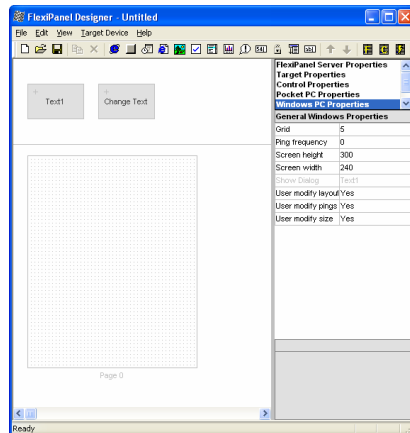 FlexiPanel Designer - Untitled
File Edit View Target Device Help
Text1
Change Text
Page 0
FlexiPanel Server Properties
Target Properties
Control Properties
Pocket PC Properties
Windows PC Properties
General Windows Properties
Grid 5
Ping frequency 0
Screen height 300
Screen width 240
Show Dialog Text1
User modify layout Yes
User modify pings Yes
User modify size Yes
Ready